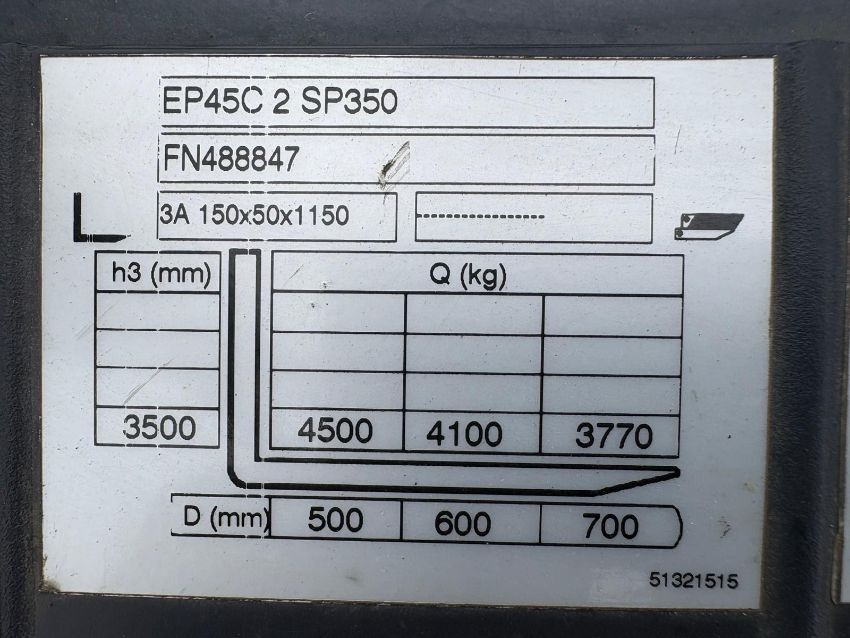 EP45C 2 SP350
FN488847
3A 150x50x1150
h3 (mm) Q (kg)
3500 4500 4100 3770
D (mm) 500 600 700
51321515